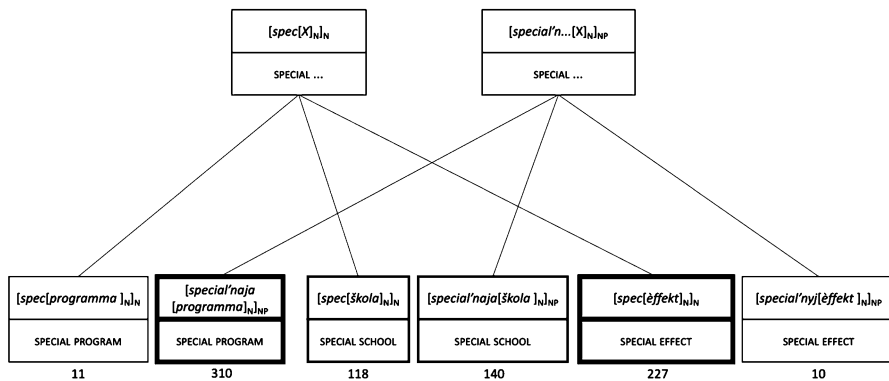 [spec[X]N]N
[special'n...[X]N]NP
SPECIAL ...
SPECIAL ...
[spec[programma ]N]N
[special'naja
[programma]N]NP
[spec[škola]N]N
[special'naja[škola ]N]NP
[spec[èffekt]N]N
[special'nyj[èffekt ]N]NP
SPECIAL PROGRAM
SPECIAL PROGRAM
SPECIAL SCHOOL
SPECIAL SCHOOL
SPECIAL EFFECT
SPECIAL EFFECT
11
310
118
140
227
10